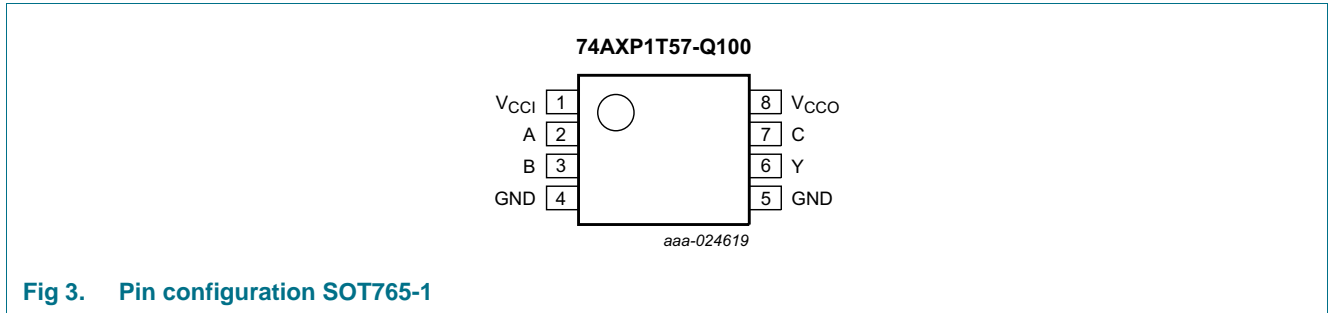 74AXP1T57-Q100
VCCI 1 8 VCCO
A 2 7 C
B 3 6 Y
GND 4 5 GND
aaa-024619
Fig 3. Pin configuration SOT765-1